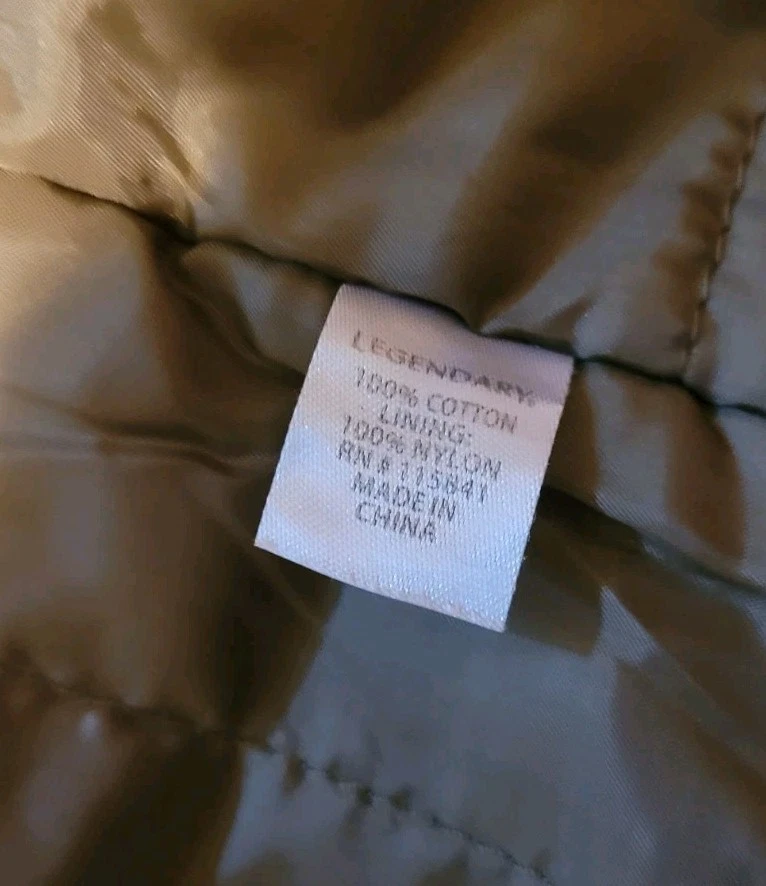 LEGENDARY
100% COTTON
LINING:
100% NYLON
RN # 115841
MADE IN
CHINA